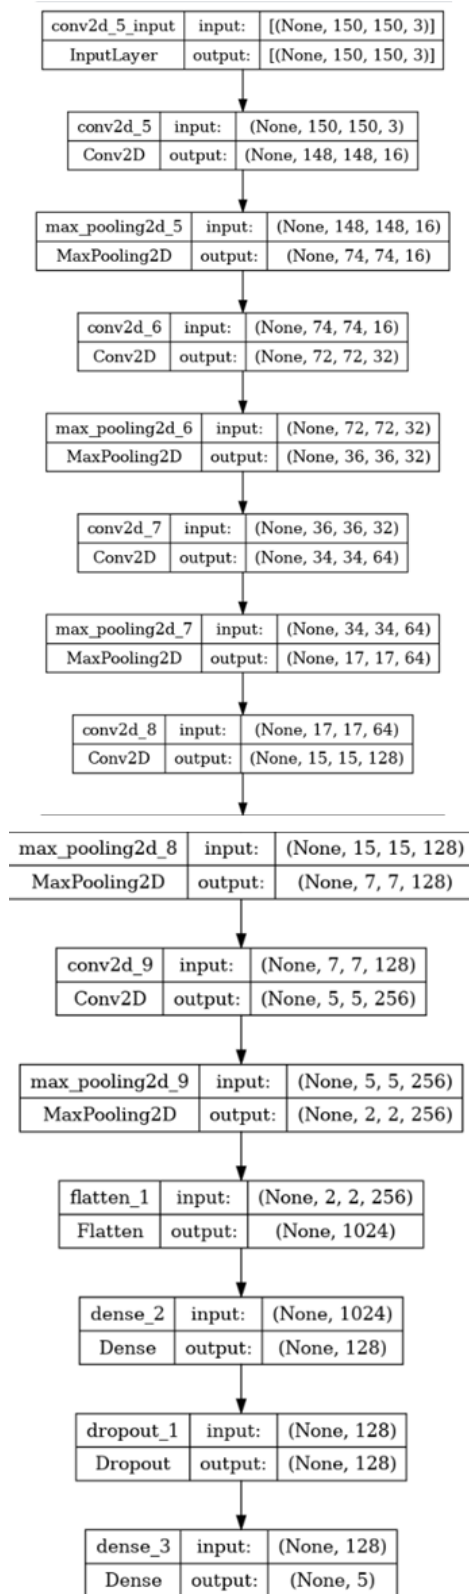 conv2d_5_input input: [(None, 150, 150, 3)]
InputLayer output: [(None, 150, 150, 3)]
conv2d_5 input: (None, 150, 150, 3)
Conv2D output: (None, 148, 148, 16)
max_pooling2d_5 input: (None, 148, 148, 16)
MaxPooling2D output: (None, 74, 74, 16)
conv2d_6 input: (None, 74, 74, 16)
Conv2D output: (None, 72, 72, 32)
max_pooling2d_6 input: (None, 72, 72, 32)
MaxPooling2D output: (None, 36, 36, 32)
conv2d_7 input: (None, 36, 36, 32)
Conv2D output: (None, 34, 34, 64)
max_pooling2d_7 input: (None, 34, 34, 64)
MaxPooling2D output: (None, 17, 17, 64)
conv2d_8 input: (None, 17, 17, 64)
Conv2D output: (None, 15, 15, 128)
max_pooling2d_8 input: (None, 15, 15, 128)
MaxPooling2D output: (None, 7, 7, 128)
conv2d_9 input: (None, 7, 7, 128)
Conv2D output: (None, 5, 5, 256)
max_pooling2d_9 input: (None, 5, 5, 256)
MaxPooling2D output: (None, 2, 2, 256)
flatten_1 input: (None, 2, 2, 256)
Flatten output: (None, 1024)
dense_2 input: (None, 1024)
Dense output: (None, 128)
dropout_1 input: (None, 128)
Dropout output: (None, 128)
dense_3 input: (None, 128)
Dense output: (None, 5)